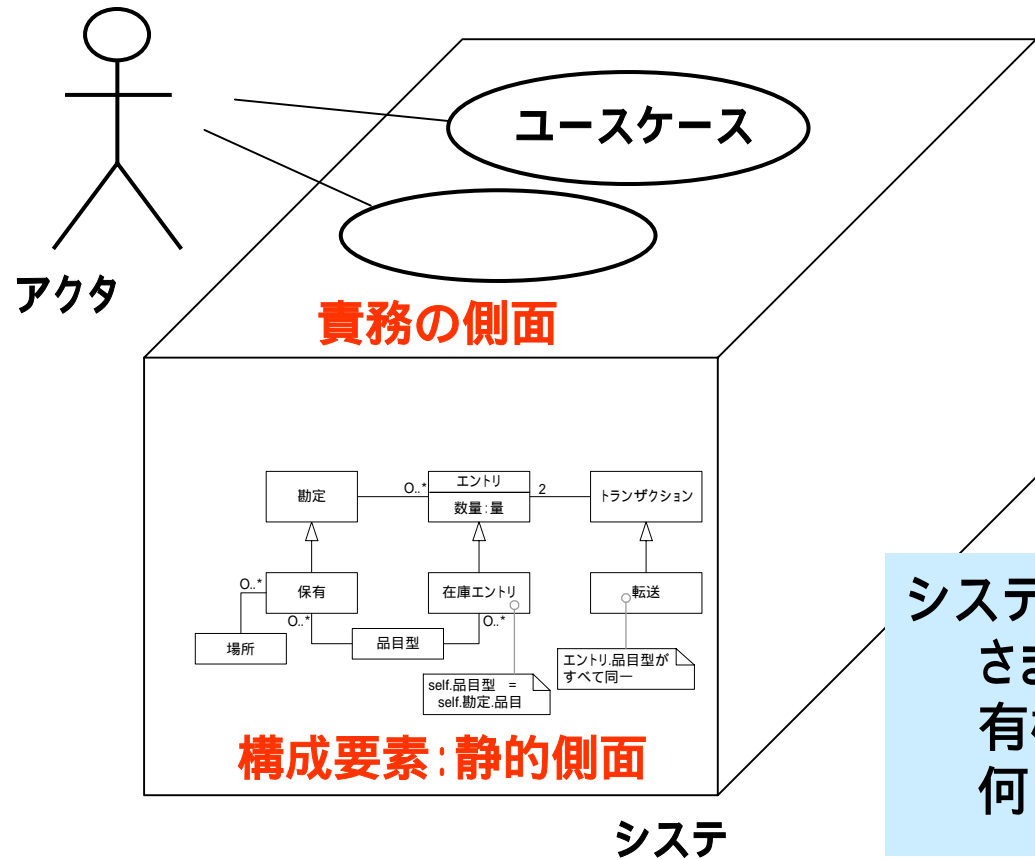 ユースケース
アクタ
責務の側面
勘定
0..*
エントリ
数量:量
2
トランザクション
0..*
保有
0..*
在庫エントリ
0..*
転送
場所
品目型
エントリ.品目型が
すべて同一
self.品目型 =
self.勘定.品目
構成要素:静的側面
システ
システ
さま
有
何